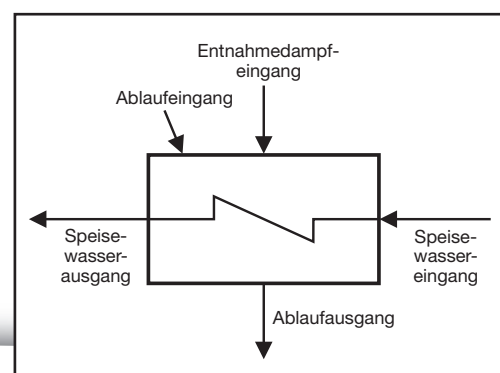 Entnahmedampf-
eingang
Ablaufeingang
Speise-
wasser-
ausgang
Speise-
wasser-
eingang
Ablaufausgang